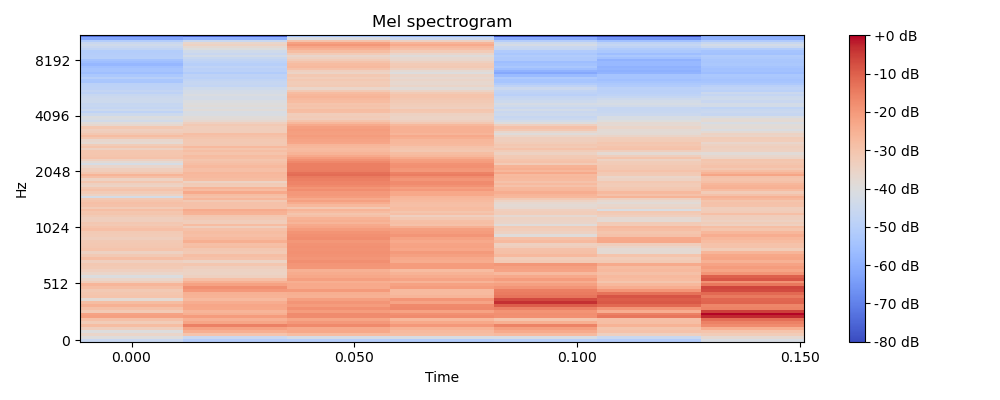 Mel spectrogram
Hz
8192
4096
2048
1024
512
0
0.000
0.050
0.100
0.150
Time
+0 dB
-10 dB
-20 dB
-30 dB
-40 dB
-50 dB
-60 dB
-70 dB
-80 dB